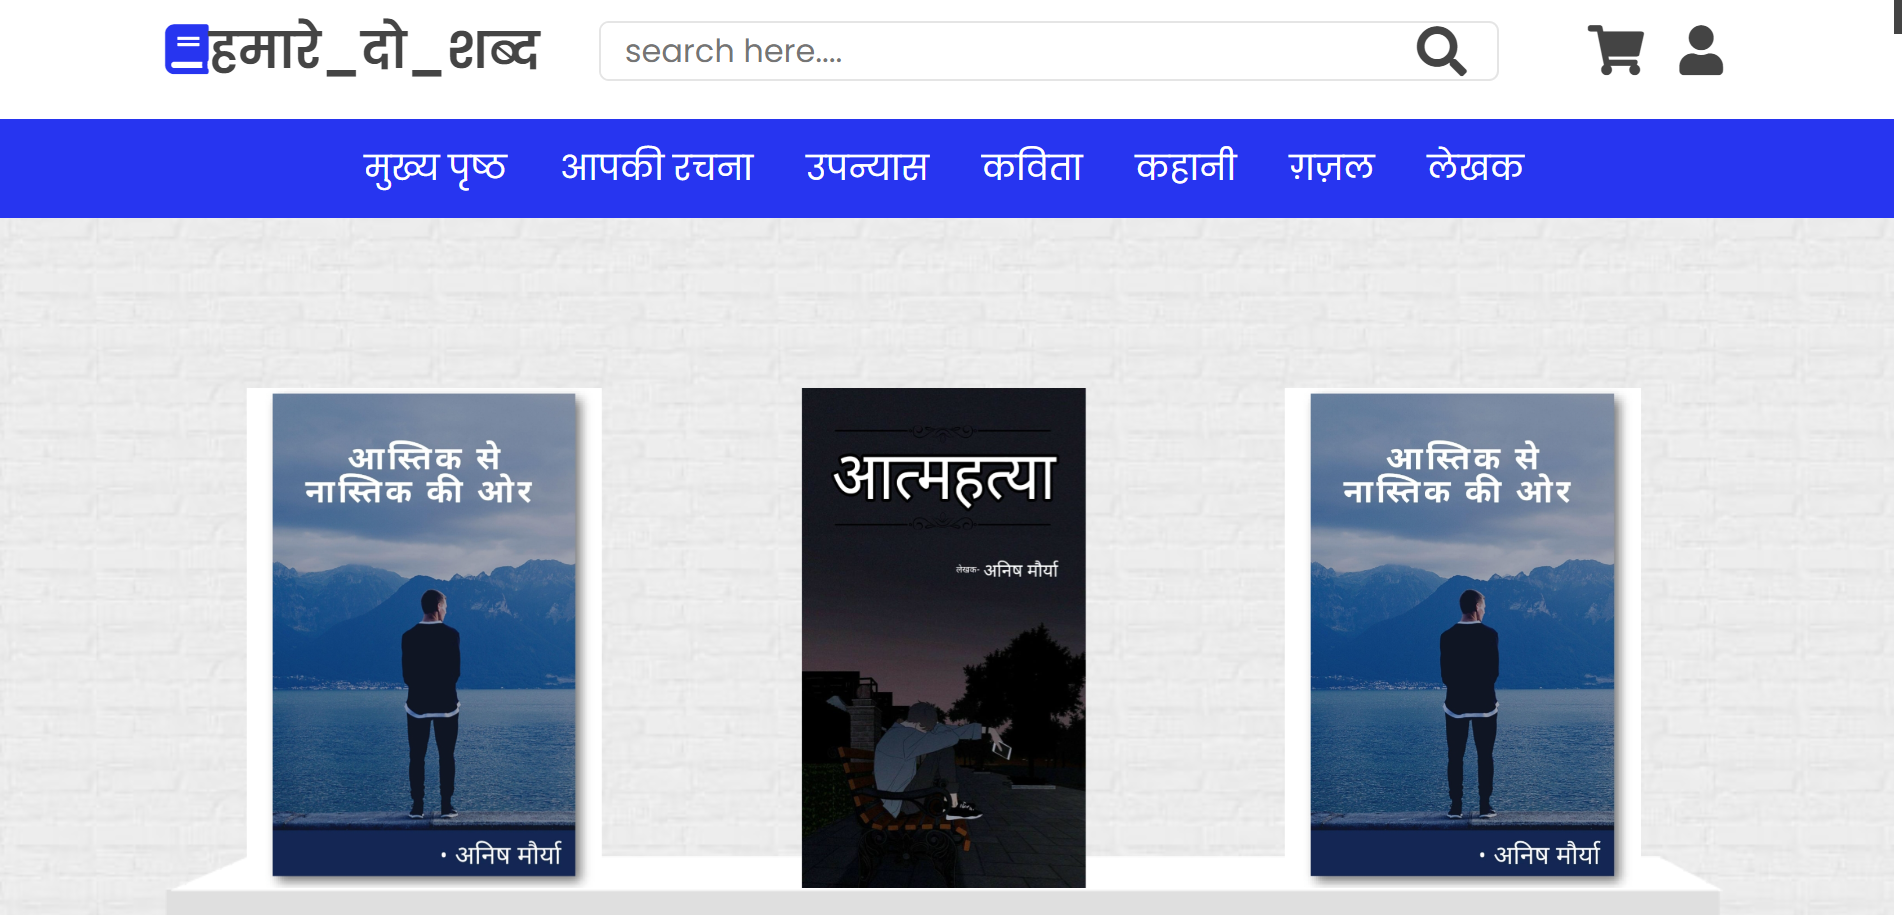 हमारे_दो_शब्द
search here....
मुख्य पृष्ठ आपकी रचना उपन्यास कविता कहानी ग़ज़ल लेखक
आस्तिक से
नास्तिक की ओर
• अनिष मौर्या
आत्महत्या
लेखक- अनिष मौर्या
आस्तिक से
नास्तिक की ओर
• अनिष मौर्या